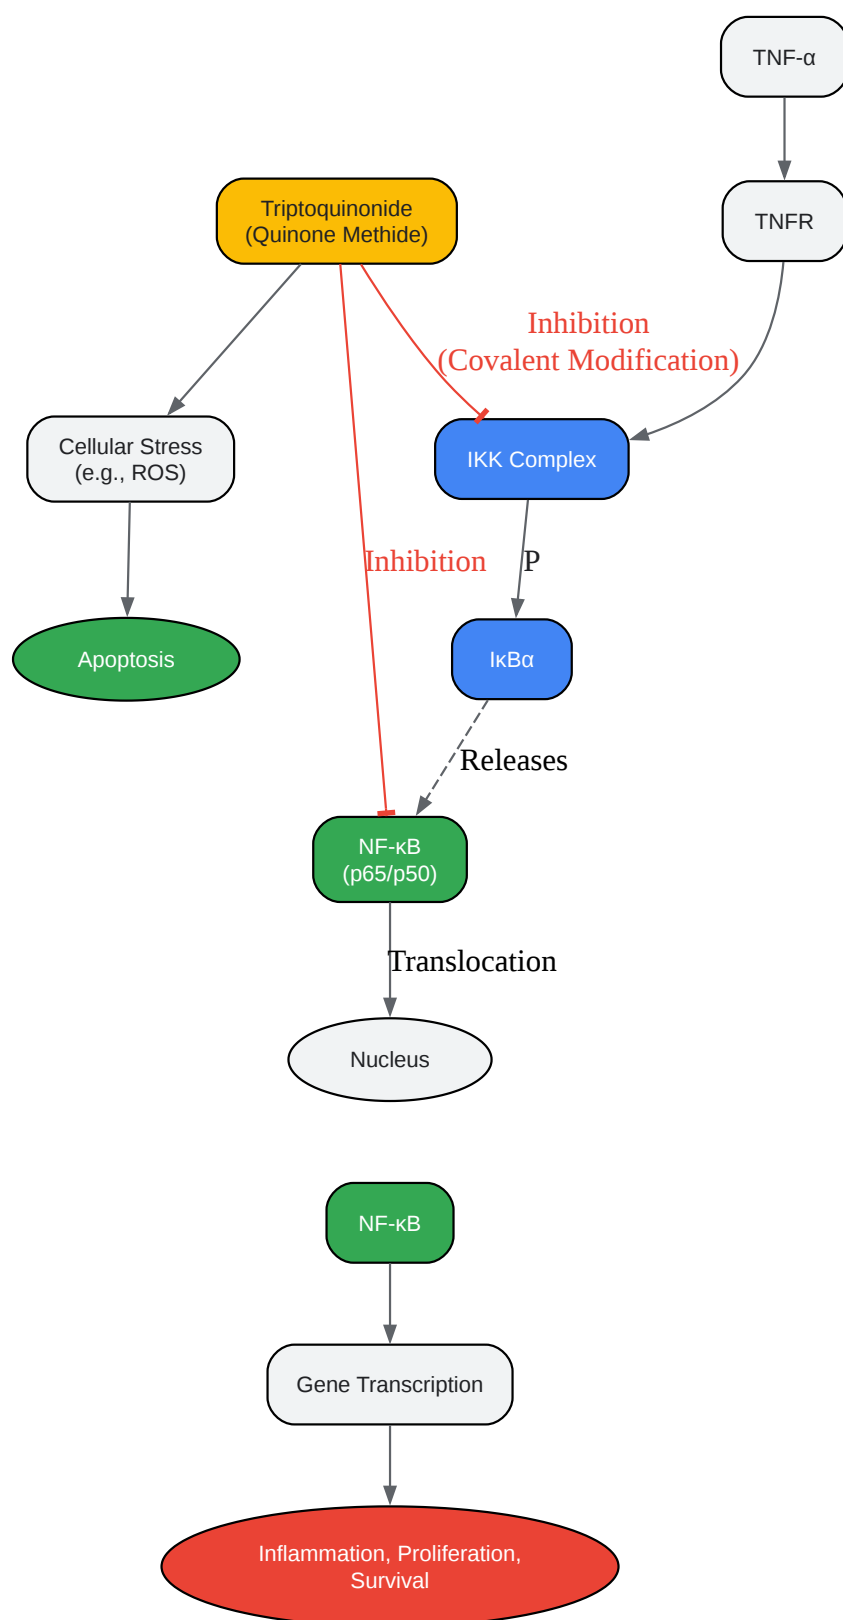 TNF-α
Triptoquinonide
(Quinone Methide)
TNFR
Inhibition
(Covalent Modification)
Cellular Stress
(e.g., ROS)
IKK Complex
Inhibition
P
Apoptosis
IκBα
Releases
NF-κB
(p65/p50)
Translocation
Nucleus
NF-κB
Gene Transcription
Inflammation, Proliferation,
Survival